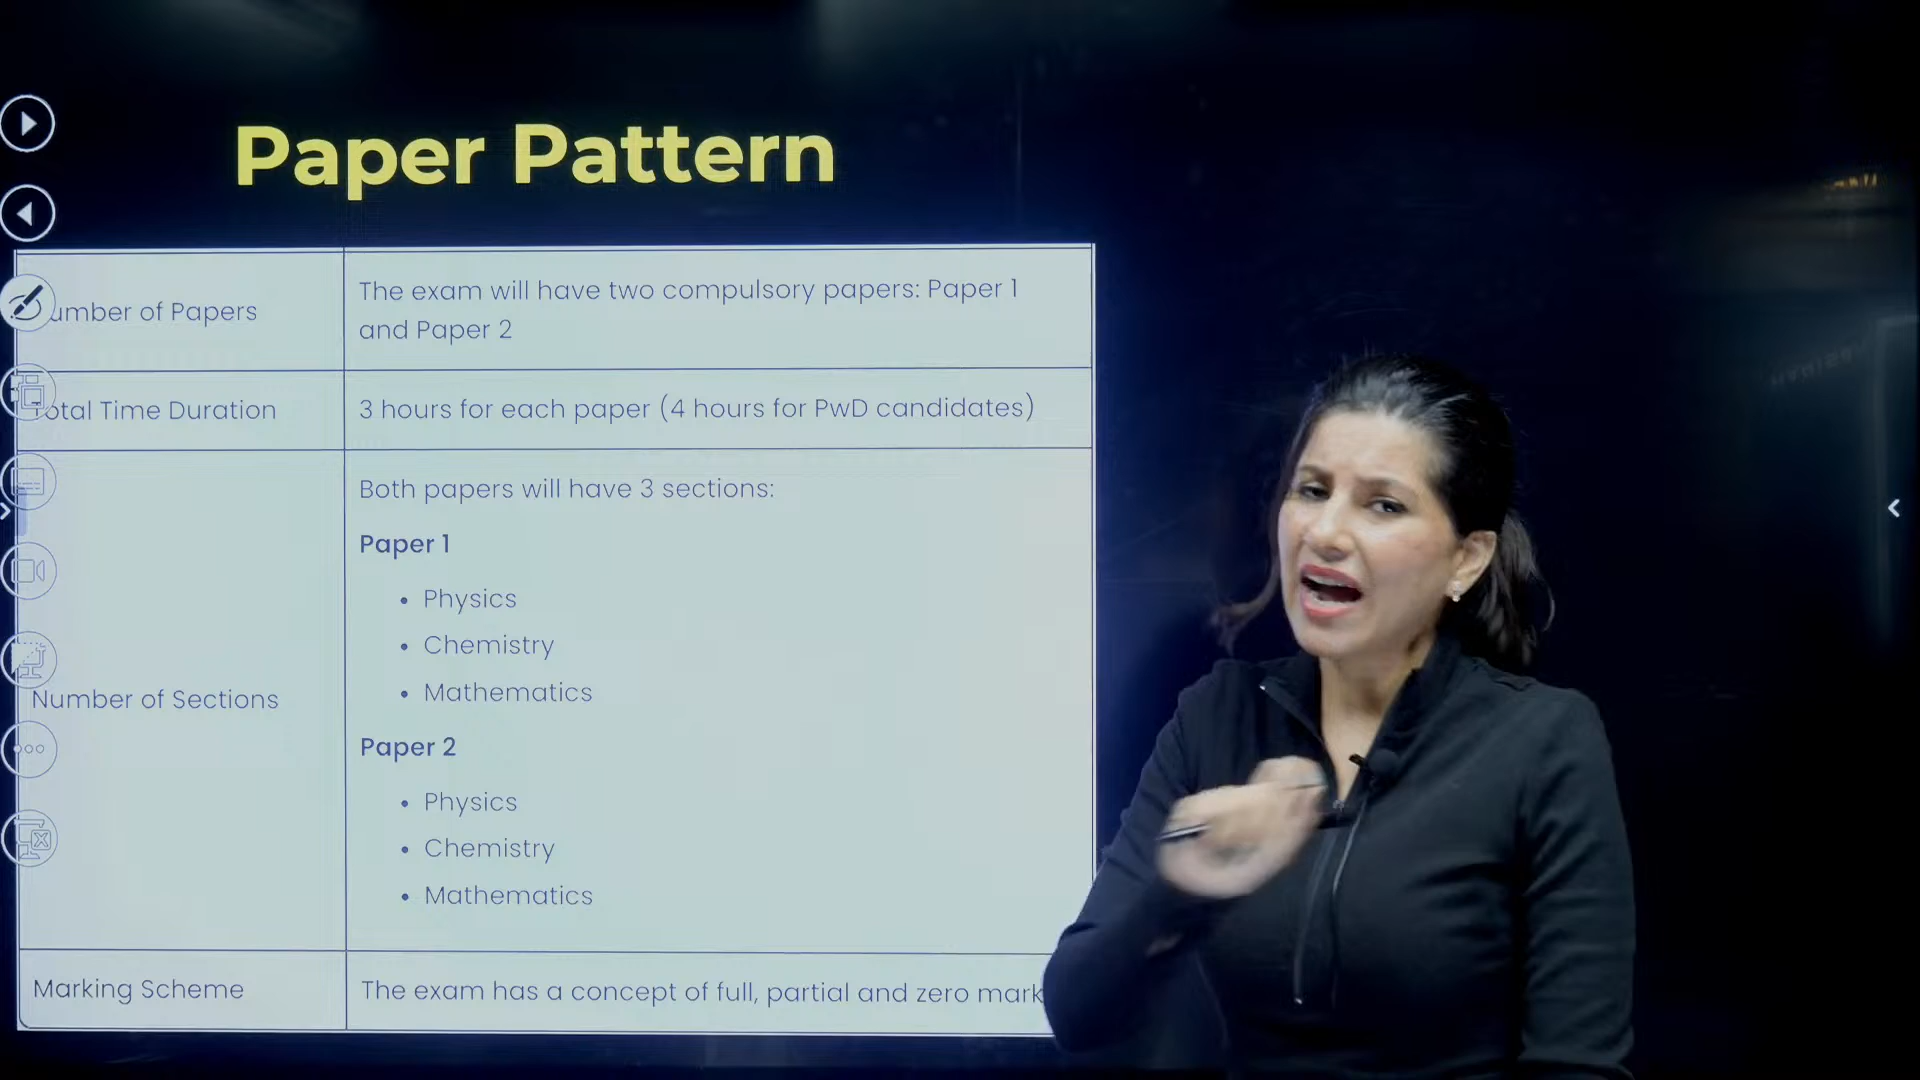 Paper Pattern
umber of Papers
The exam will have two compulsory papers: Paper 1
and Paper 2
Total Time Duration
3 hours for each paper (4 hours for PwD candidates)
Number of Sections
Both papers will have 3 sections:
Paper 1
• Physics
• Chemistry
• Mathematics
Paper 2
• Physics
• Chemistry
• Mathematics
Marking Scheme
The exam has a concept of full, partial and zero mark